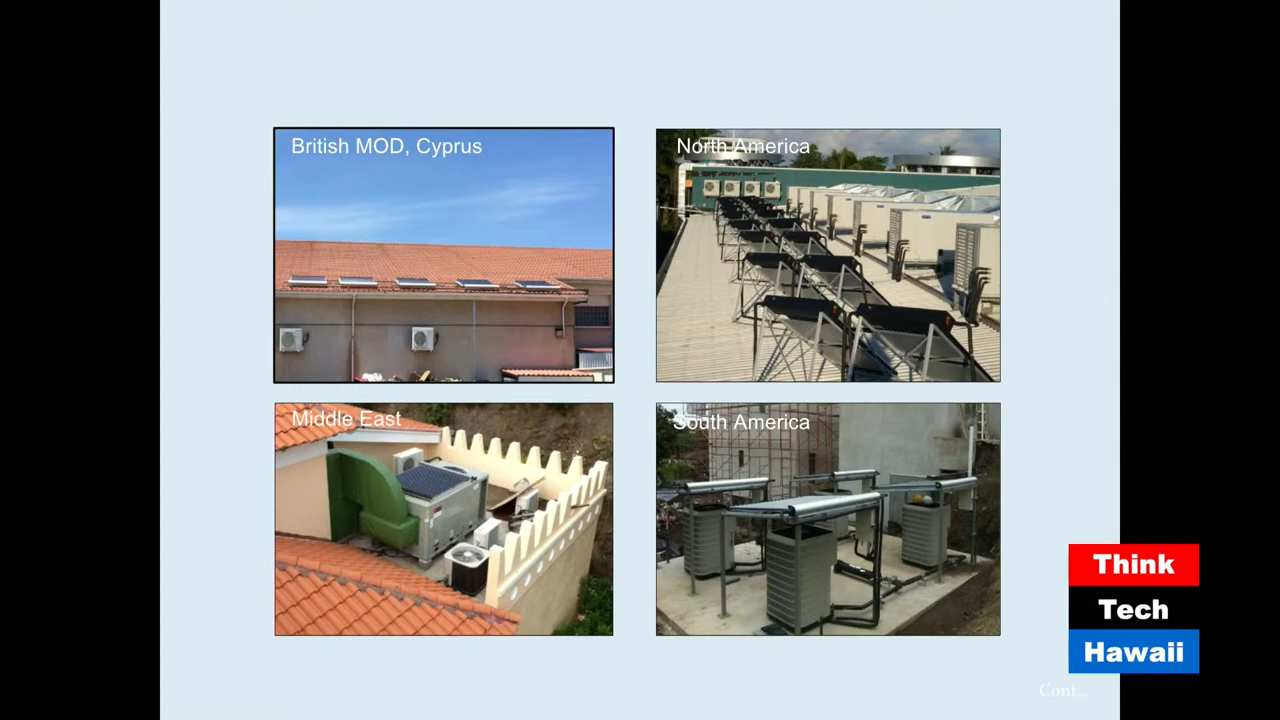 British MOD, Cyprus
North America
Middle East
South America
Think
Tech
Hawaii
Cont...